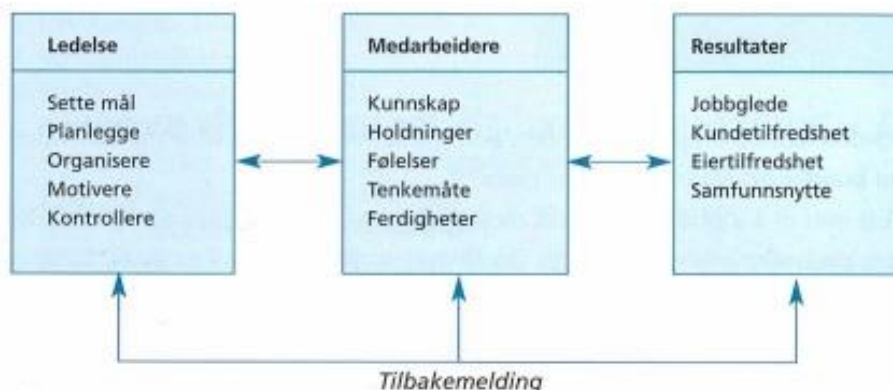 Ledelse
Sette mål
Planlegge
Organisere
Motivere
Kontrollere
Medarbeidere
Kunnskap
Holdninger
Følelser
Tenkemåte
Ferdigheter
Resultater
Jobbglede
Kundetilfredshet
Eiertilfredshet
Samfunnsnytte
Tilbakemelding